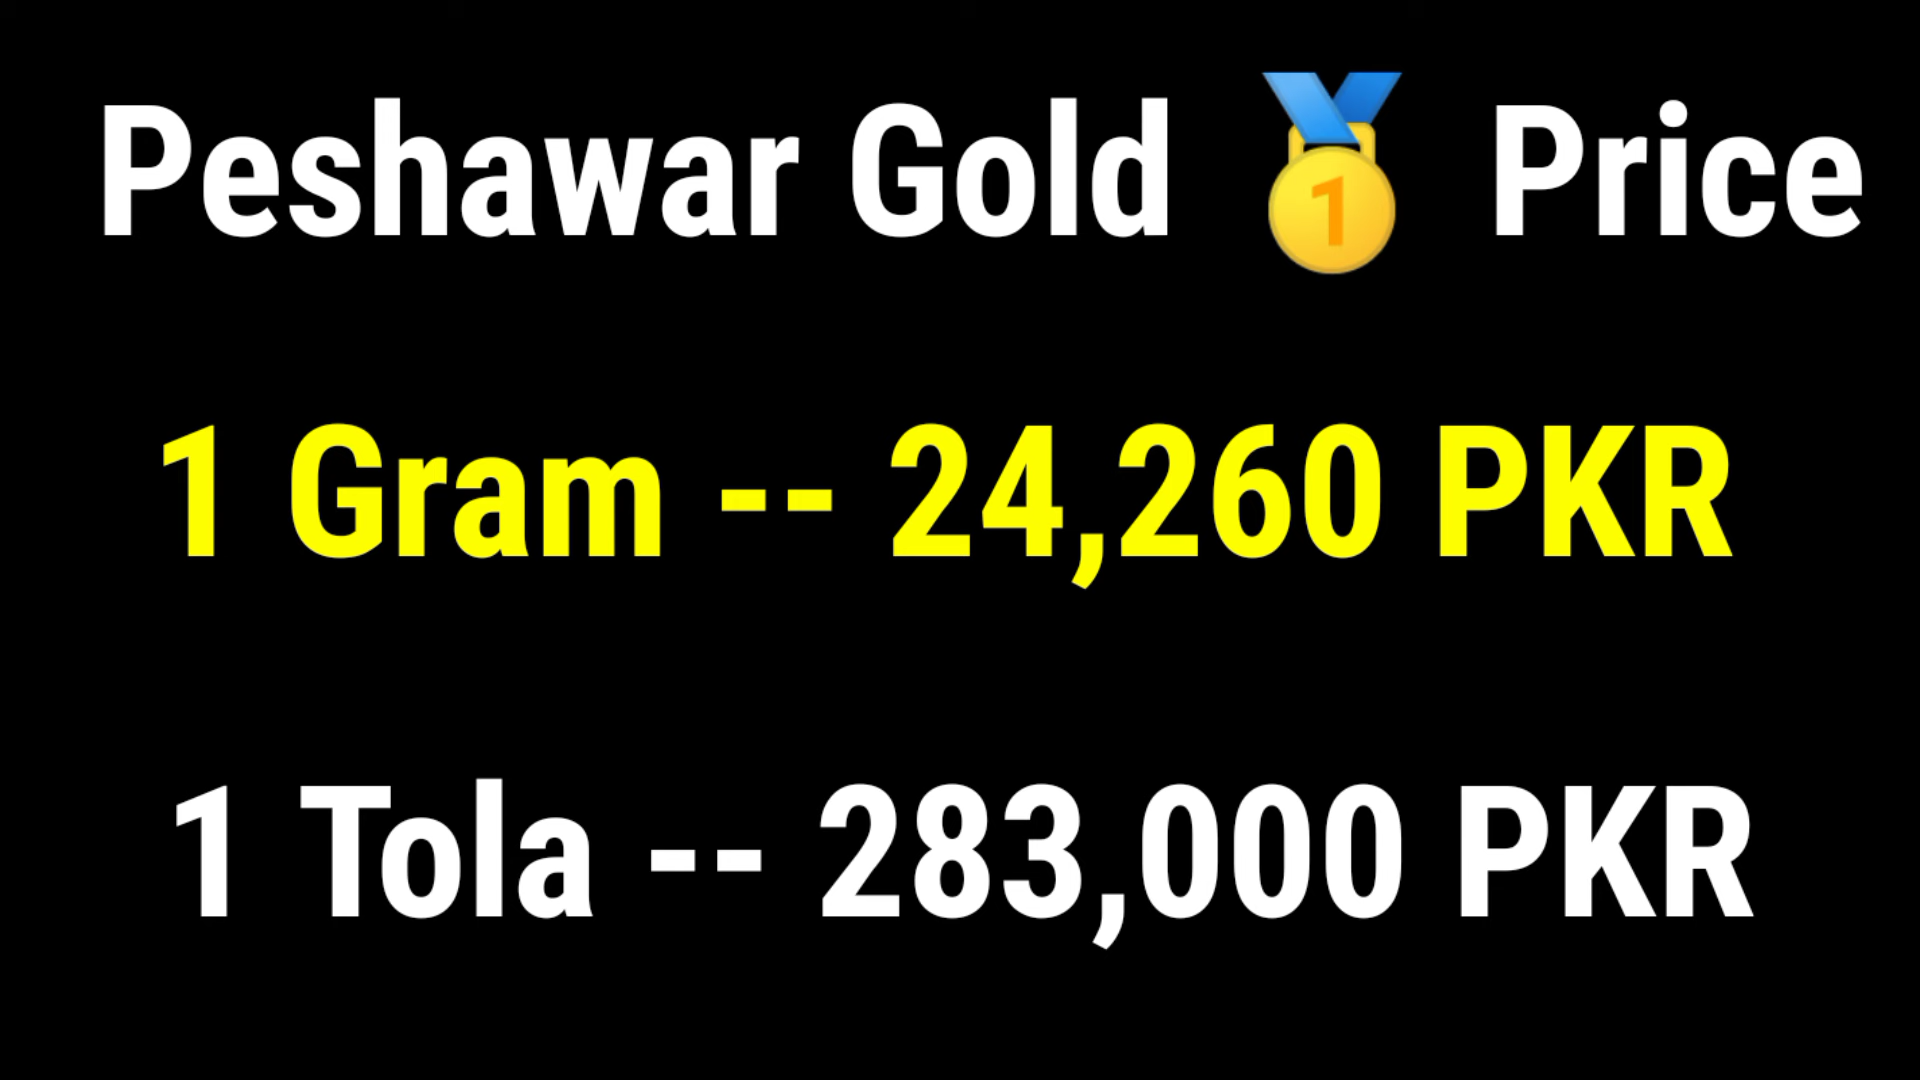 Peshawar Gold 🥇 Price
1 Gram -- 24,260 PKR
1 Tola -- 283,000 PKR